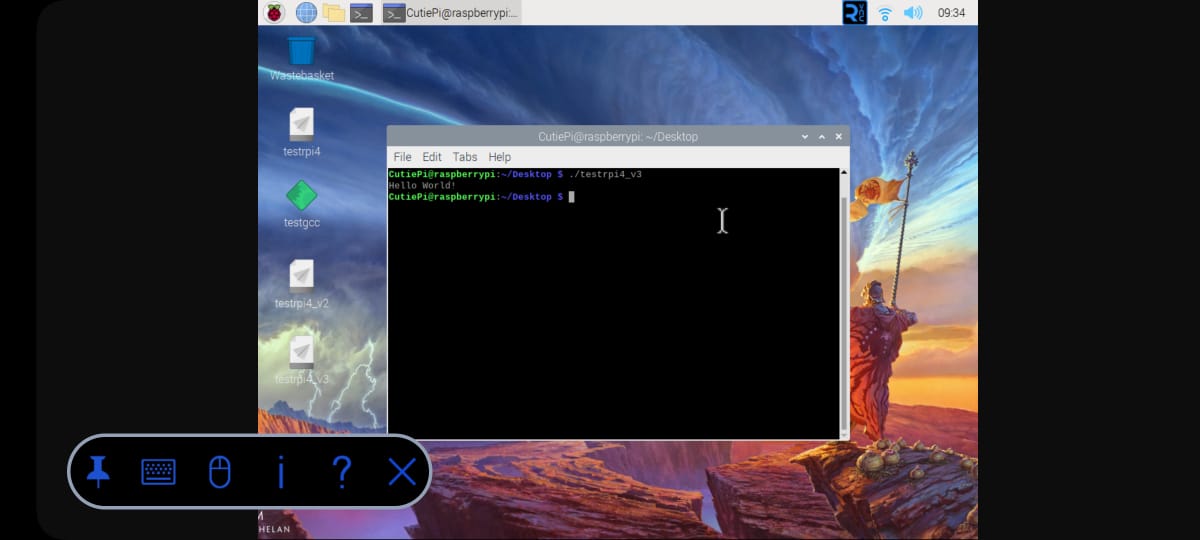 CutiePi@raspberrypi:...
09:34
Wastebasket
testrpi4
testgcc
testrpi4_v2
testrpi4_v3
CutiePi@raspberrypi: ~/Desktop
File Edit Tabs Help
CutiePi@raspberrypi:~/Desktop $ ./testrpi4_v3
Hello World!
CutiePi@raspberrypi:~/Desktop $
HELAN